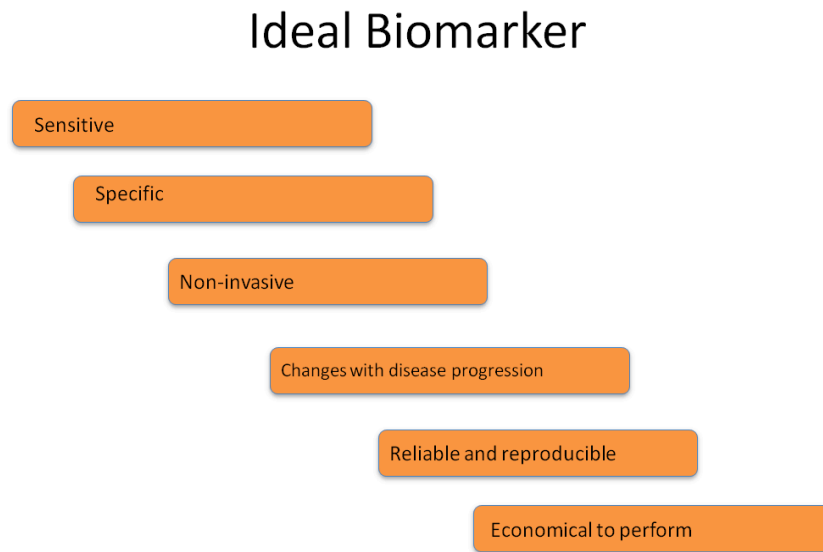 Ideal Biomarker
Sensitive
Specific
Non-invasive
Changes with disease progression
Reliable and reproducible
Economical to perform